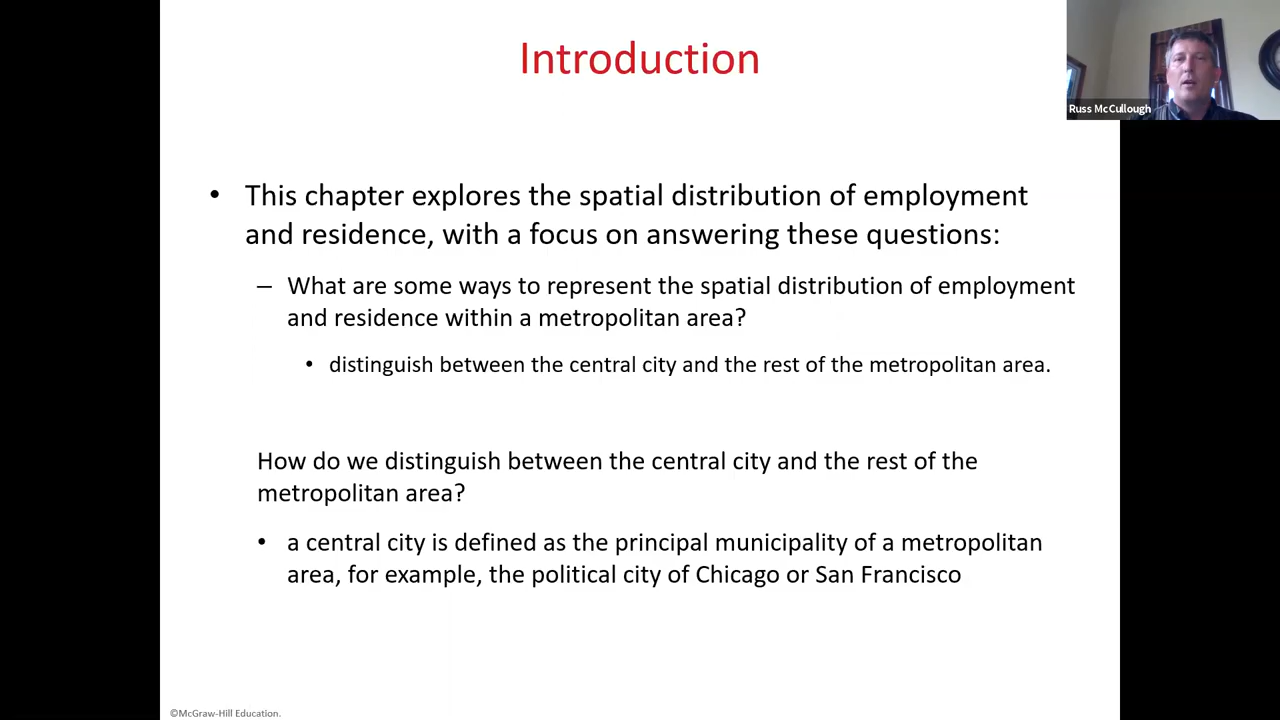 Introduction
Russ McCullough
• This chapter explores the spatial distribution of employment
and residence, with a focus on answering these questions:
– What are some ways to represent the spatial distribution of employment
and residence within a metropolitan area?
• distinguish between the central city and the rest of the metropolitan area.
How do we distinguish between the central city and the rest of the
metropolitan area?
• a central city is defined as the principal municipality of a metropolitan
area, for example, the political city of Chicago or San Francisco
©McGraw-Hill Education.